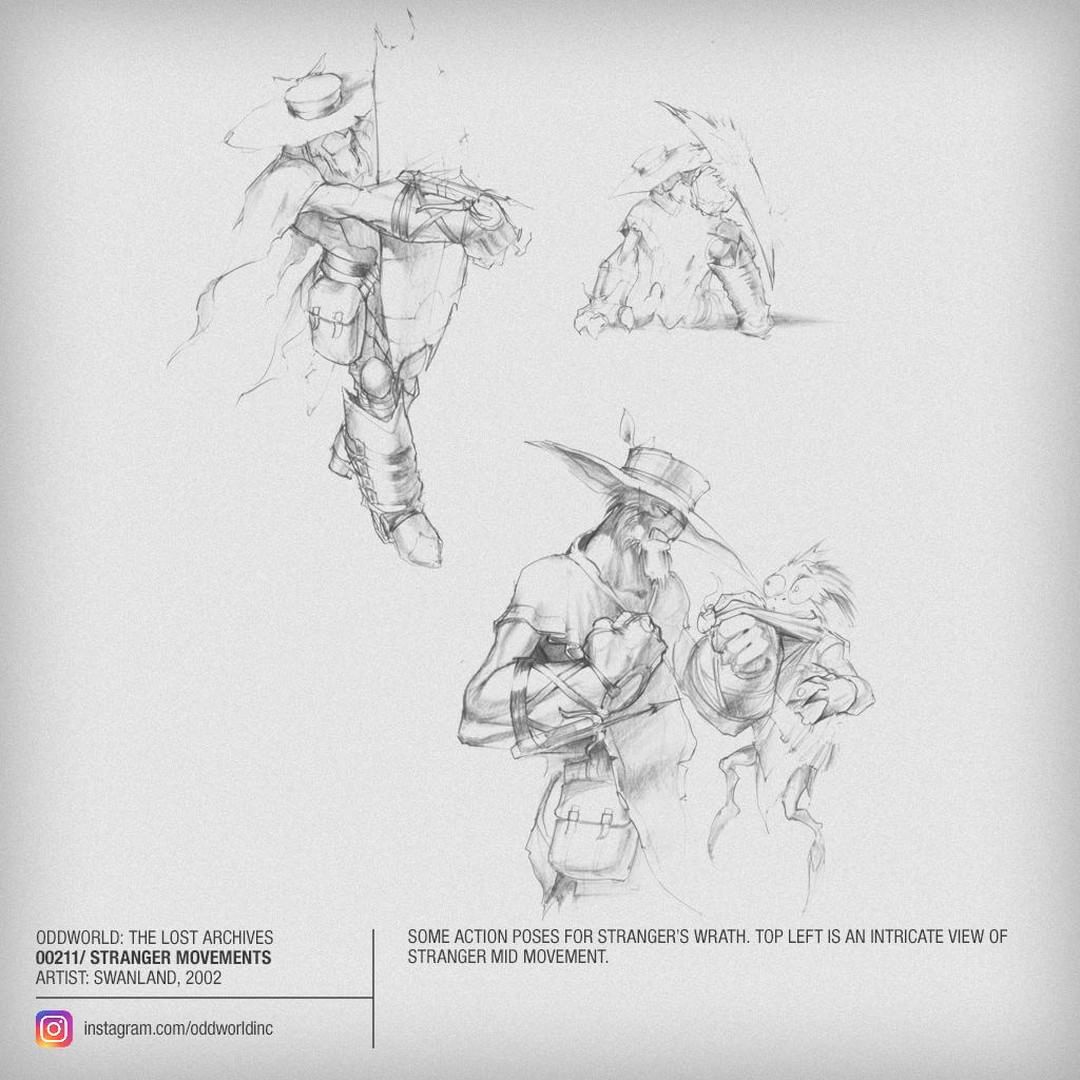 ODDWORLD: THE LOST ARCHIVES
00211/ STRANGER MOVEMENTS
ARTIST: SWANLAND, 2002
instagram.com/oddworldinc
SOME ACTION POSES FOR STRANGER'S WRATH. TOP LEFT IS AN INTRICATE VIEW OF
STRANGER MID MOVEMENT.